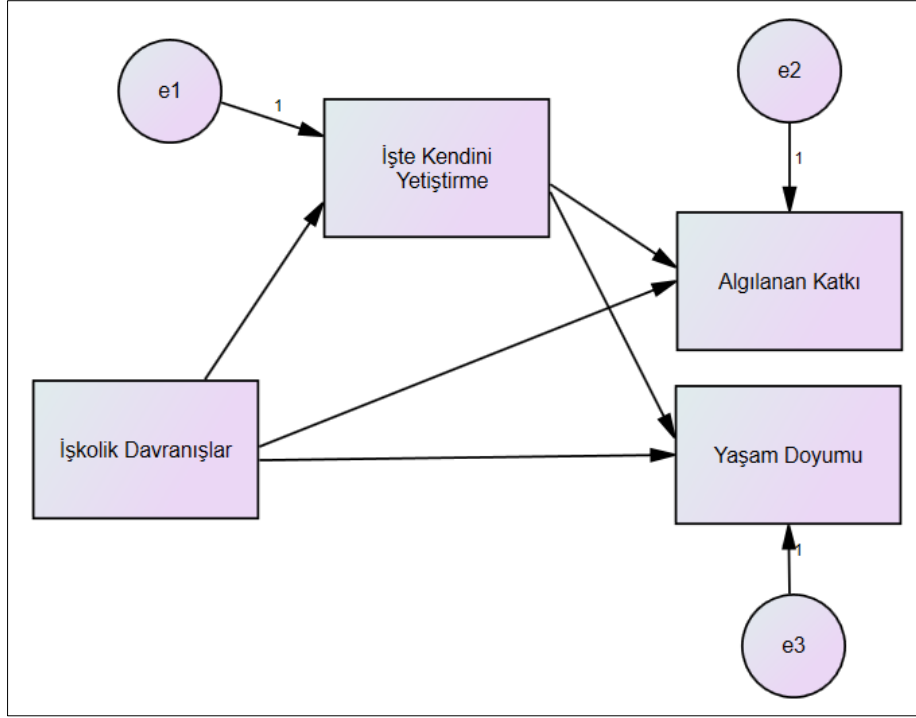 e1
1
e2
1
İşte Kendini
Yetiştirme
Algılanan Katkı
İşkolik Davranışlar
Yaşam Doyumu
1
e3